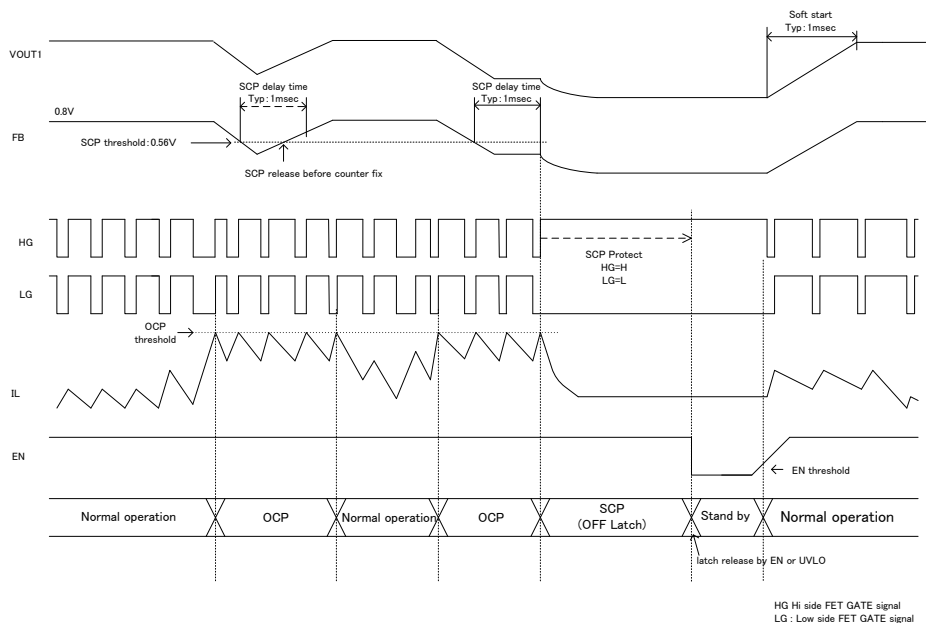 Soft start
Typ:1msec
VOUT1
SCP delay time
Typ:1msec
SCP delay time
Typ:1msec
0.8V
FB
SCP threshold:0.56V
SCP release before counter fix
HG
SCP Protect
HG=H
LG=L
LG
OCP
threshold
IL
EN
EN threshold
Normal operation
OCP
Normal operation
OCP
SCP
(OFF Latch)
Stand by
Normal operation
latch release by EN or UVLO
HG Hi side FET GATE signal
LG : Low side FET GATE signal